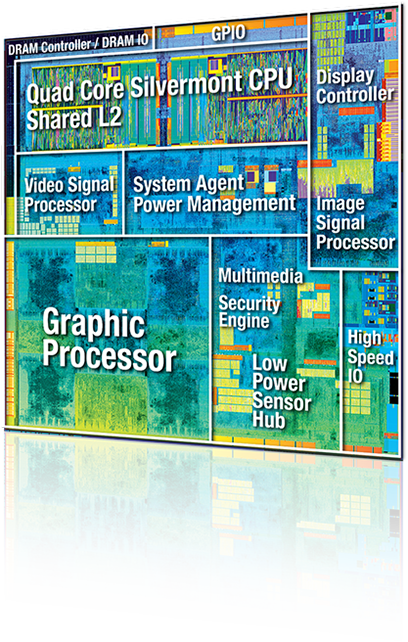 DRAM Controller / DRAM IO
GPIO
Quad Core Silvermont CPU
Shared L2
Display
Controller
Video Signal
Processor
System Agent
Power Management
Image
Signal
Processor
Graphic
Processor
Multimedia
Security
Engine
Low
Power
Sensor
Hub
High
Speed
IO